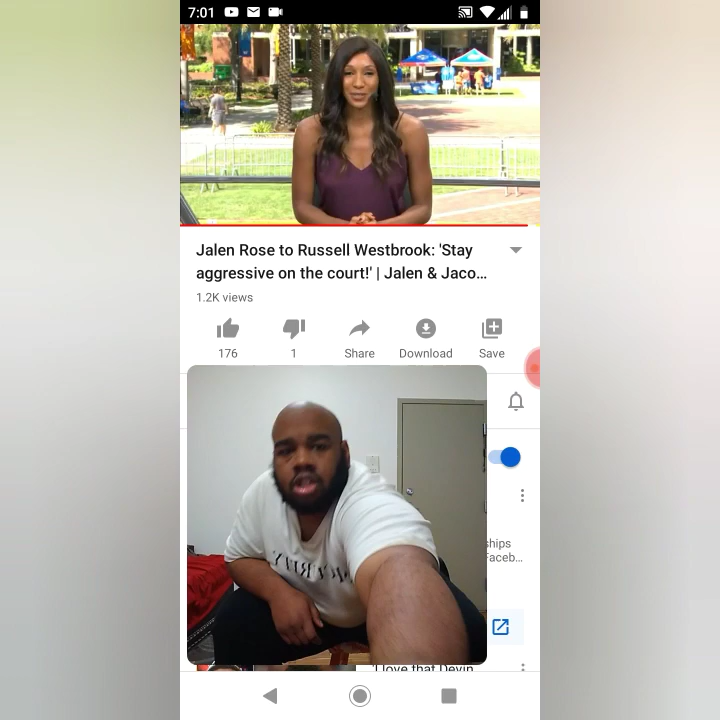 7:01
Jalen Rose to Russell Westbrook: 'Stay
aggressive on the court!' | Jalen & Jaco...
1.2K views
176
1
Share
Download
Save
ships
Faceb...
'I love that Devin